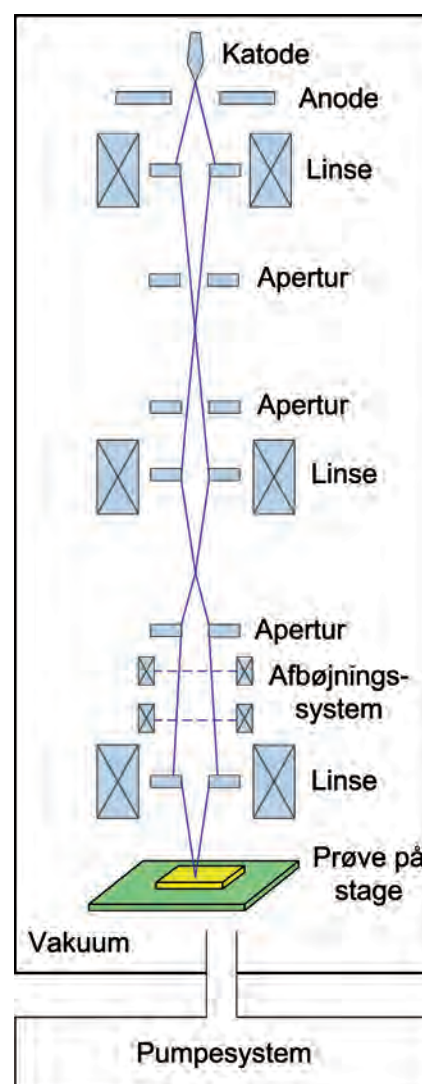 Katode
Anode
Linse
Apertur
Apertur
Linse
Apertur
Afbøjnings-
system
Linse
Prøve på
stage
Vakuum
Pumpesystem